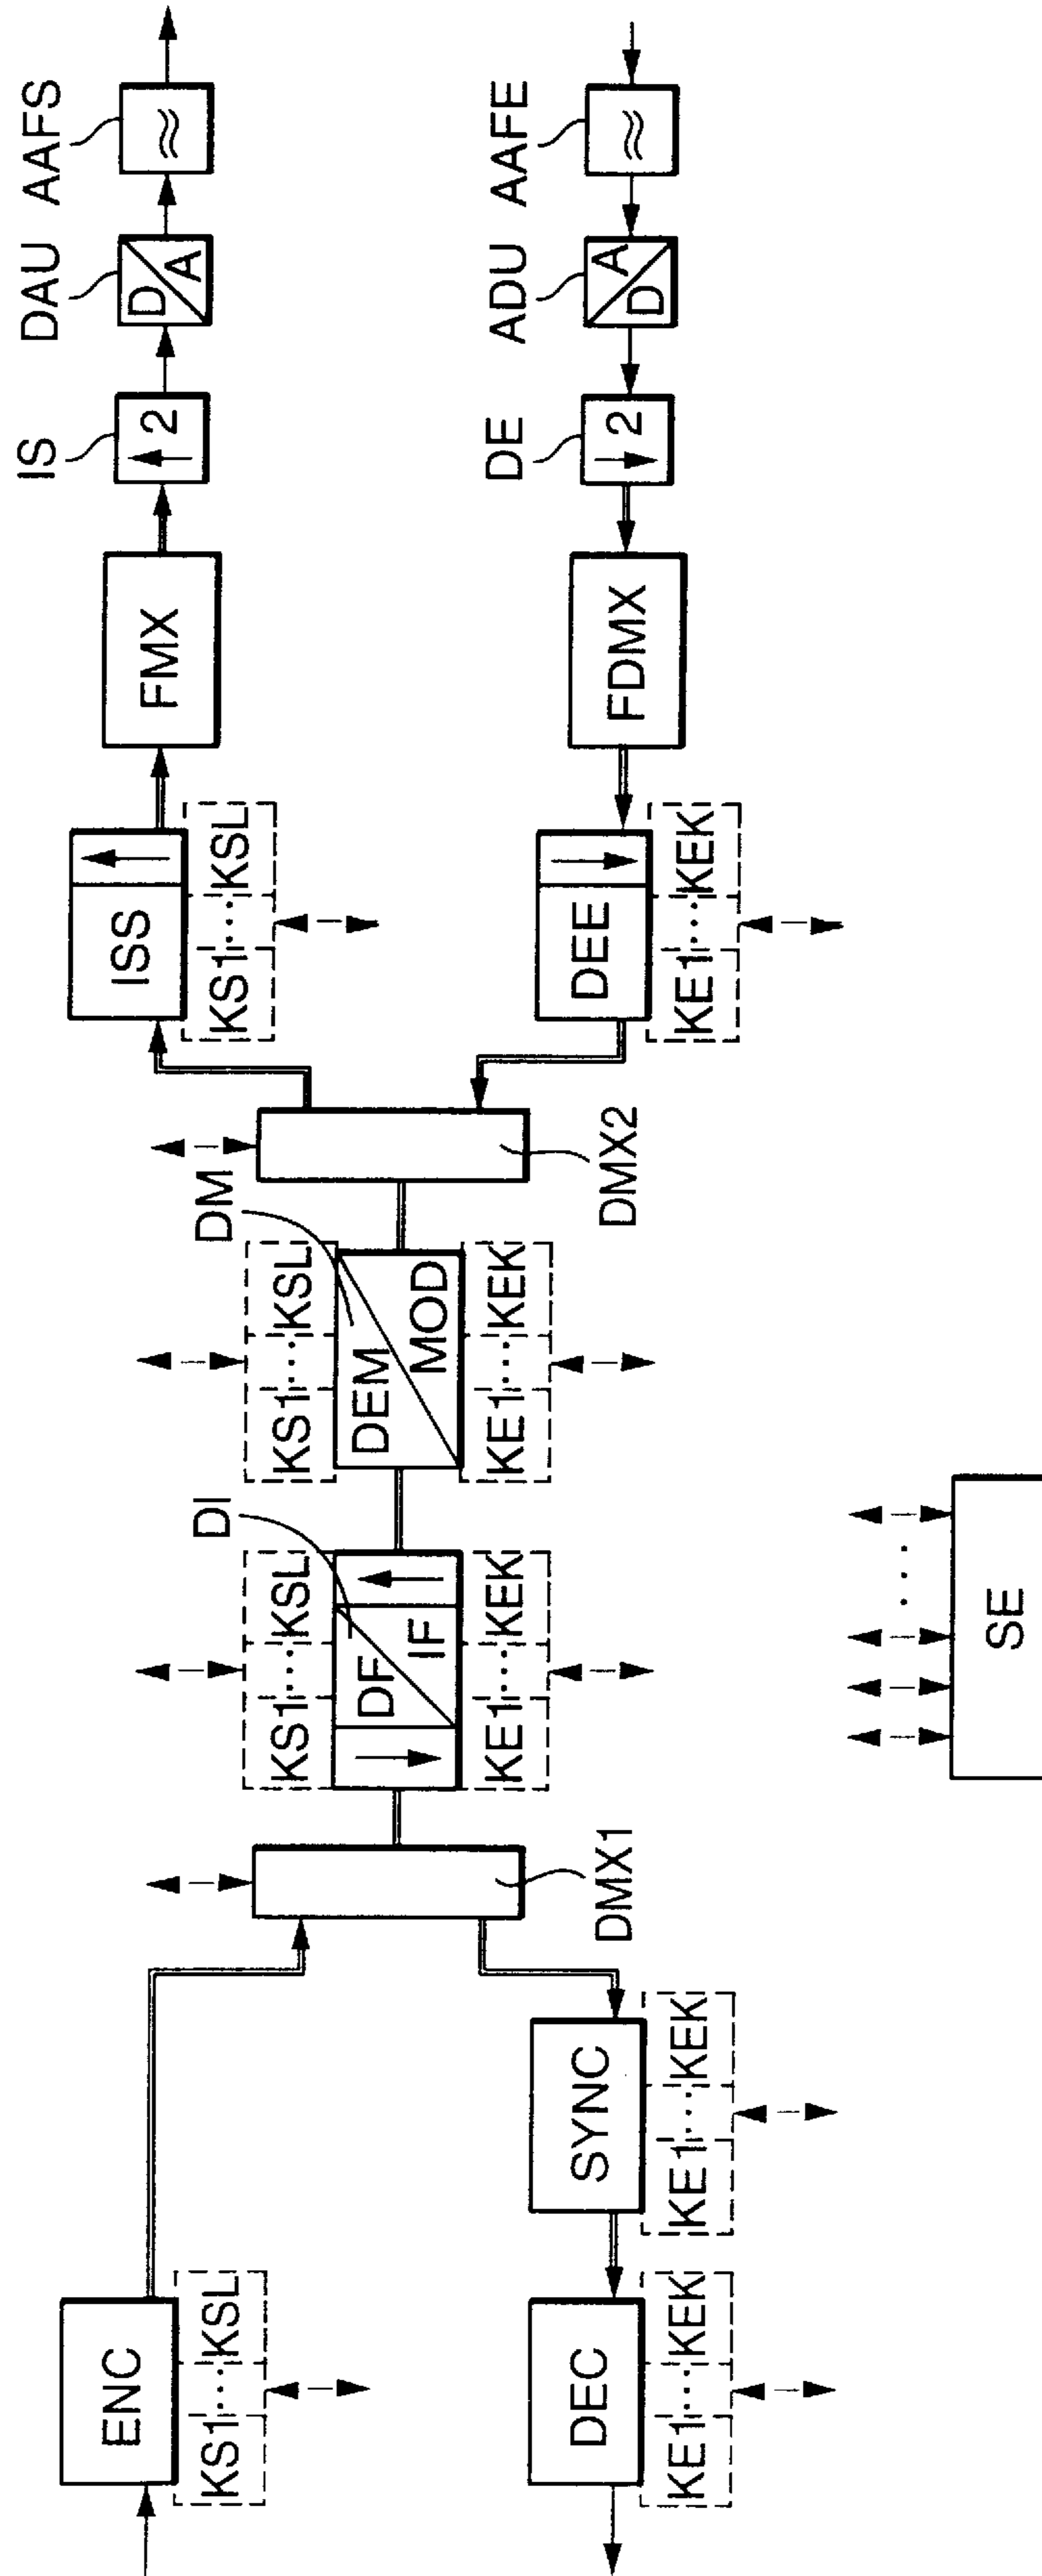 ENC
KS1...KSL
DEC
KE1...KEK
SYNC
KE1...KEK
DMX1
DI
KS1...KSL
DF
IF
KE1...KEK
DM
KS1...KSL
DEM
MOD
KE1...KEK
DMX2
ISS
KS1...KSL
DEE
KE1...KEK
FMX
FDMX
IS
2
DE
2
DAU
D
A
ADU
A
D
AAFS
≈
AAFE
≈
SE
...